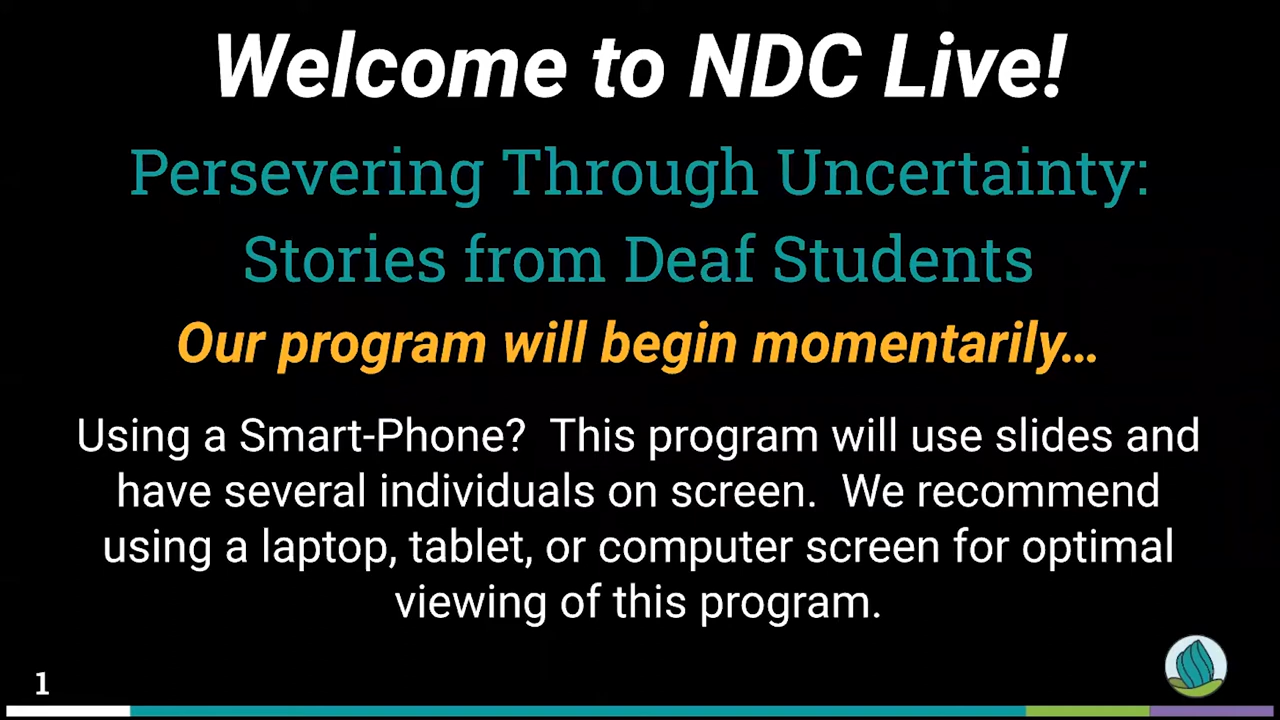 Welcome to NDC Live!
Persevering Through Uncertainty:
Stories from Deaf Students
Our program will begin momentarily...
Using a Smart-Phone?  This program will use slides and
have several individuals on screen.  We recommend
using a laptop, tablet, or computer screen for optimal
viewing of this program.
1